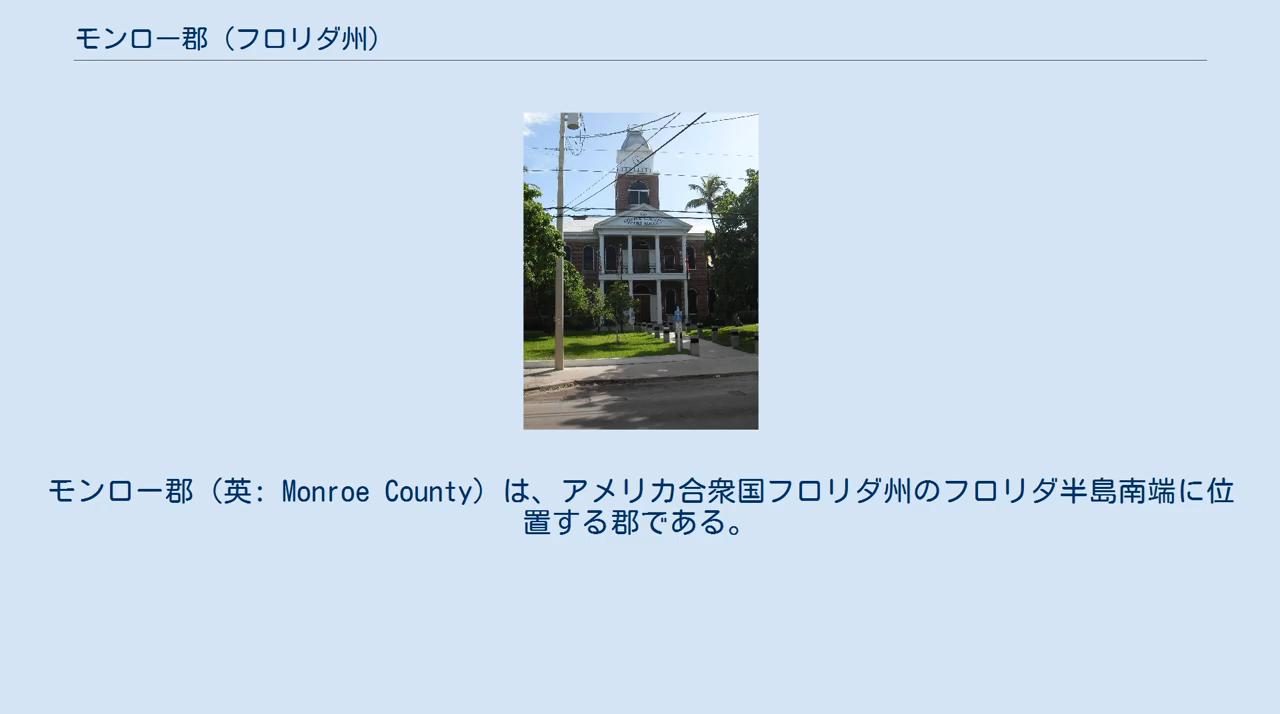 モンロー郡（フロリダ州）
モンロー郡（英: Monroe County）は、アメリカ合衆国フロリダ州のフロリダ半島南端に位
置する郡である。